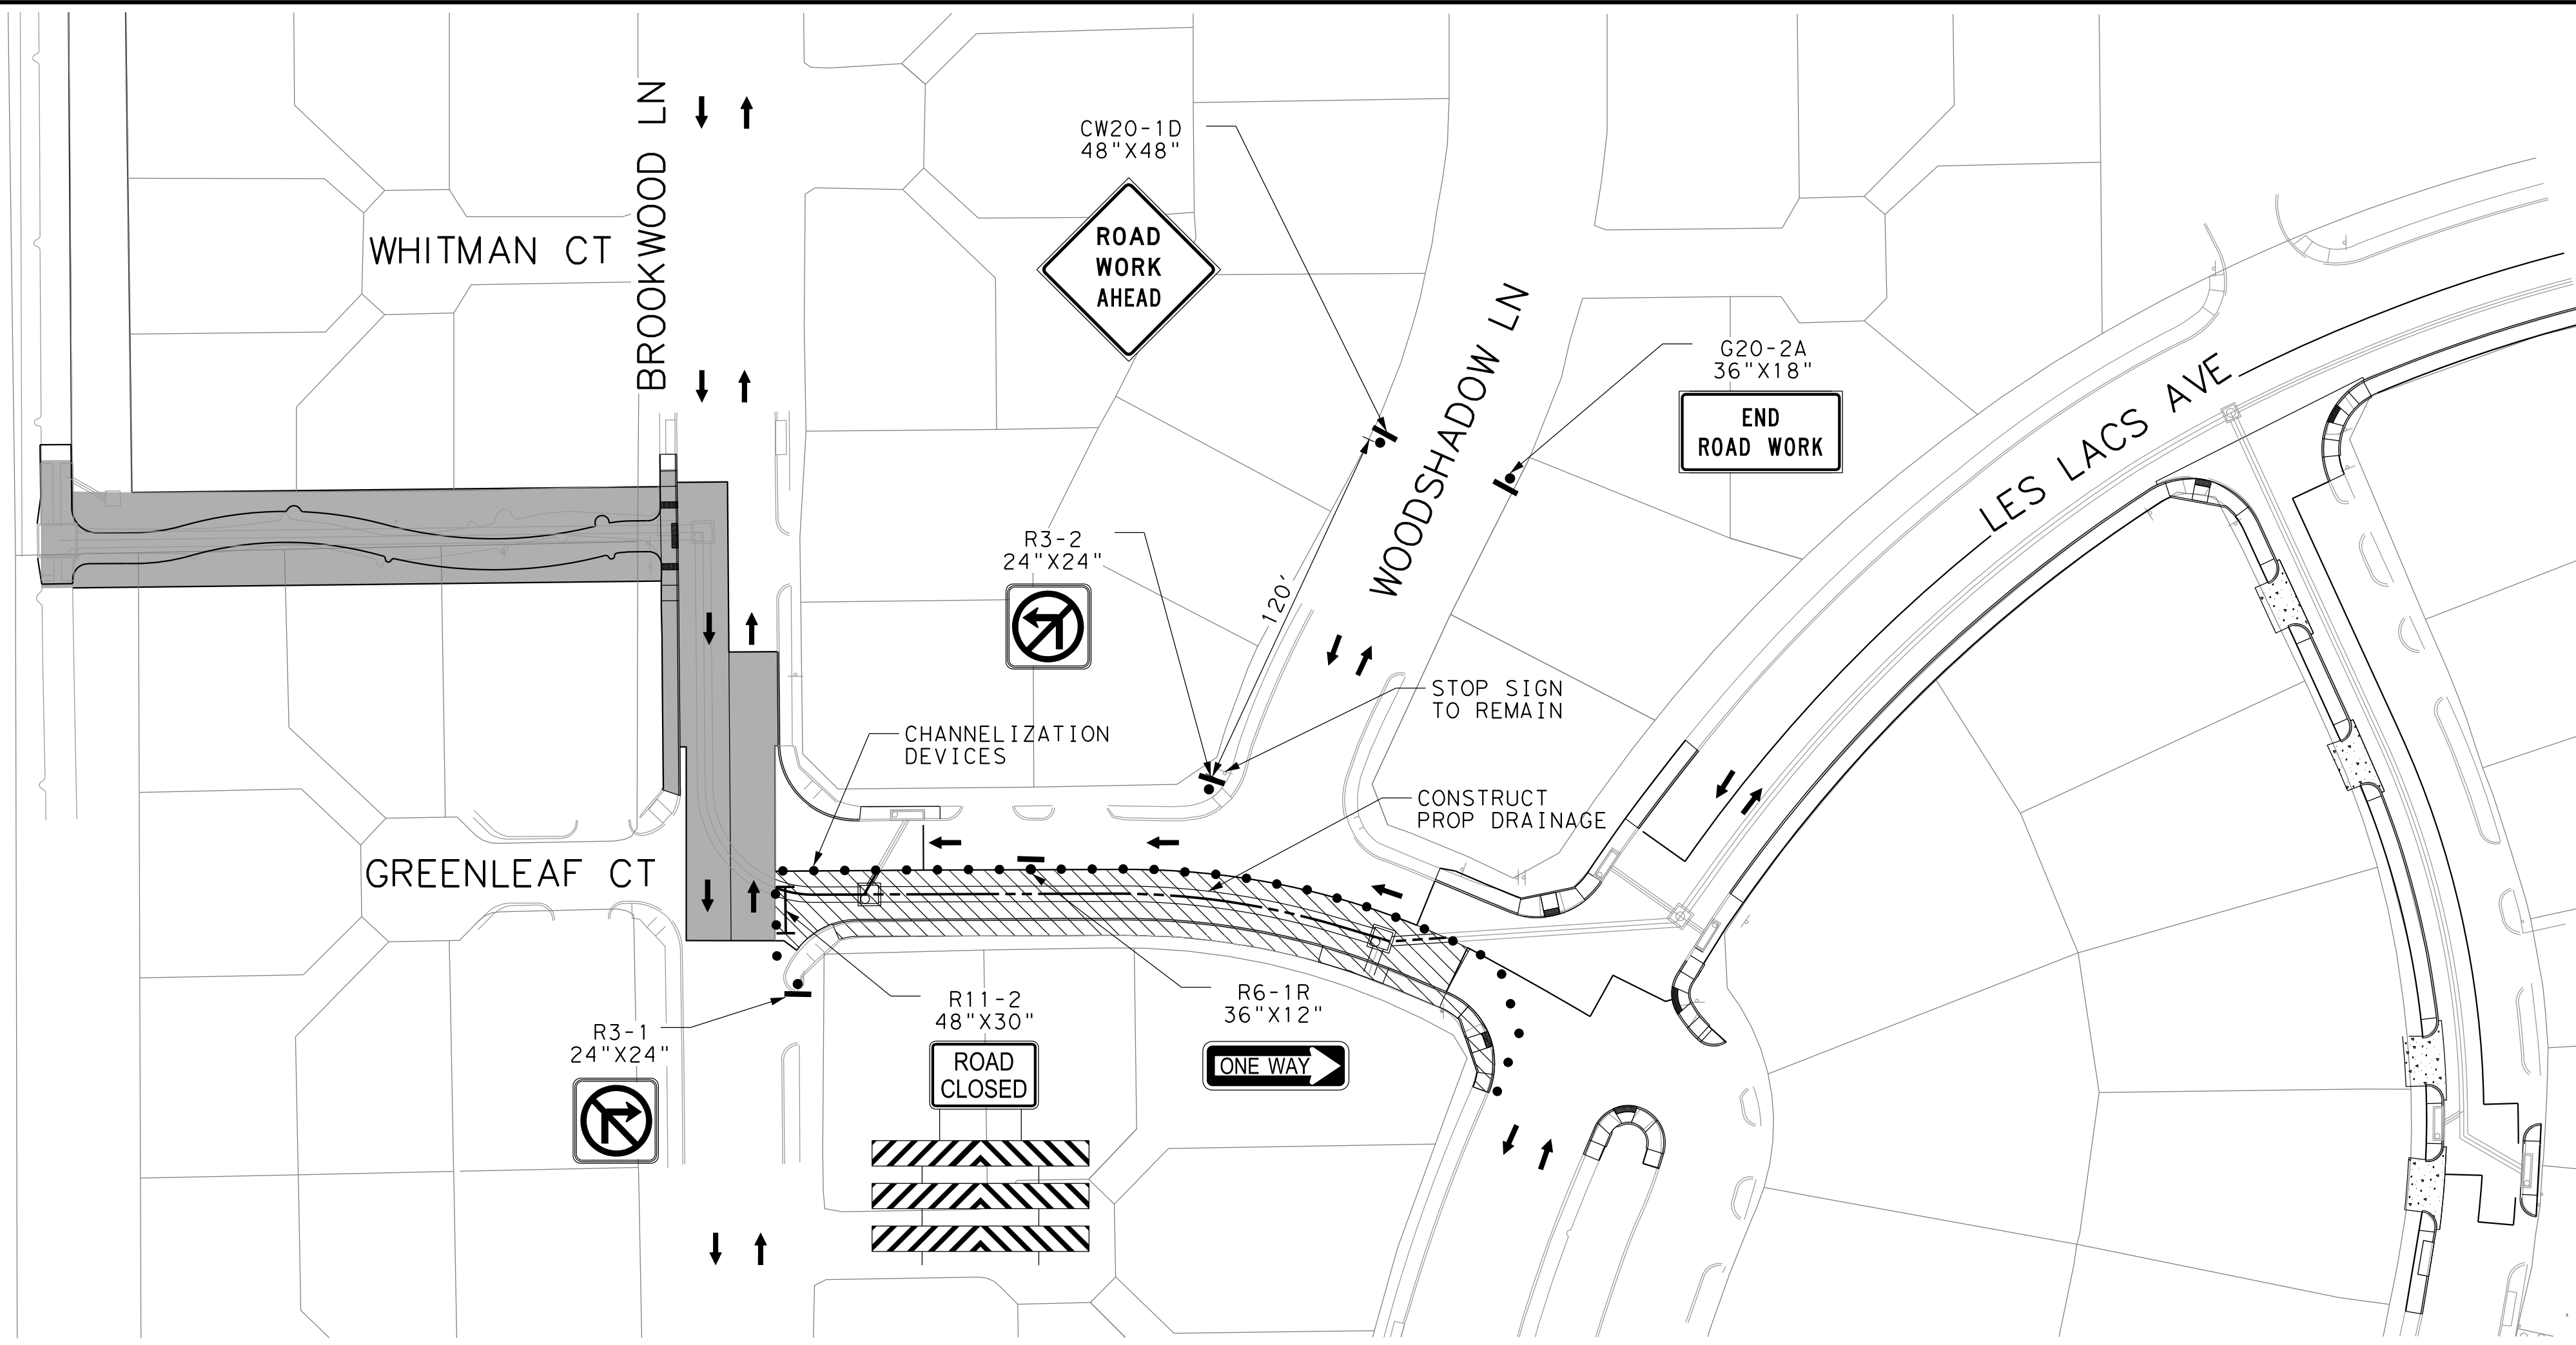 BROOKWOOD LN
WHITMAN CT
CW20-1D
48"X48"
ROAD
WORK
AHEAD
WOODSHADOW LN
G20-2A
36"X18"
END
ROAD WORK
LES LACS AVE
R3-2
24"X24"
120'
STOP SIGN
TO REMAIN
CHANNELIZATION
DEVICES
CONSTRUCT
PROP DRAINAGE
GREENLEAF CT
R3-1
24"X24"
R11-2
48"X30"
ROAD
CLOSED
R6-1R
36"X12"
ONE WAY